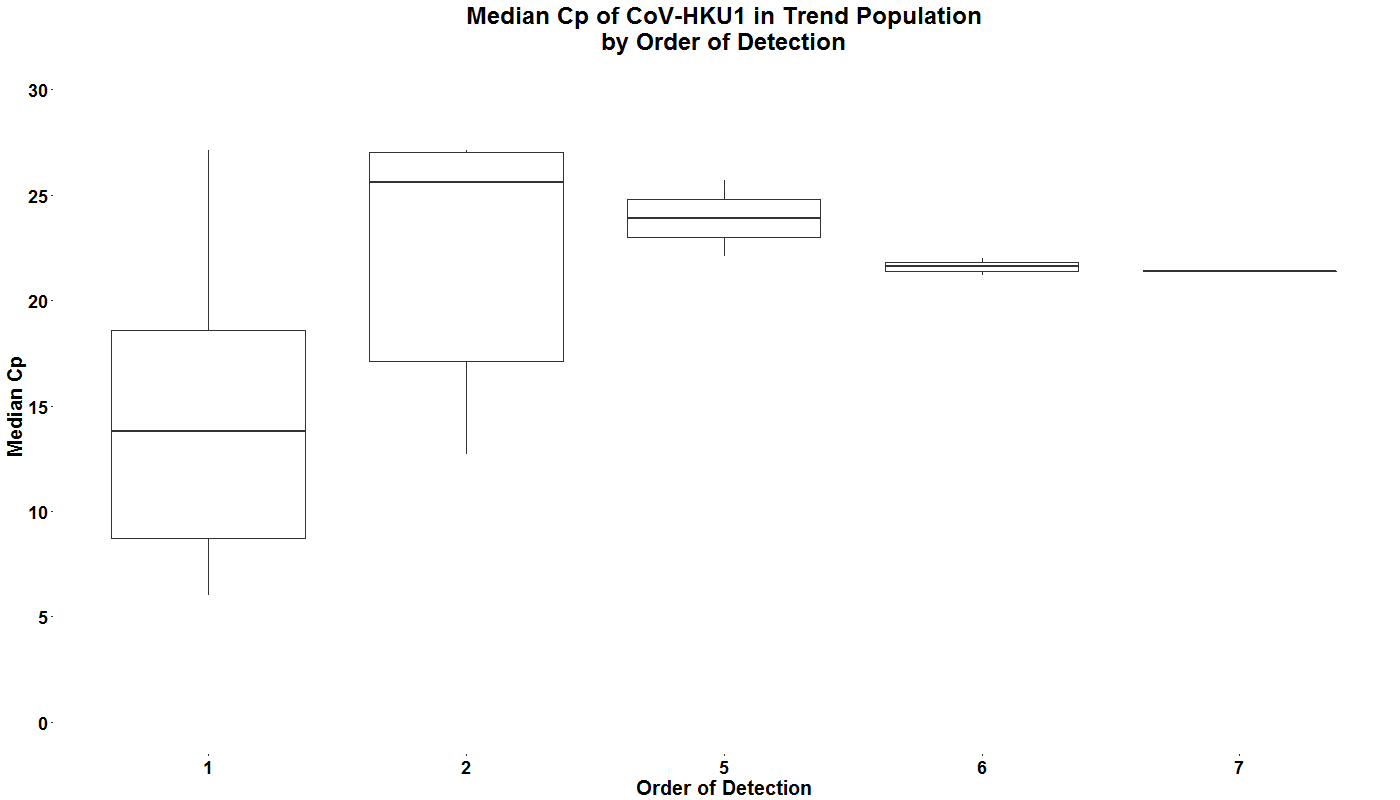 Median Cp of CoV-HKU1 in Trend Population
by Order of Detection
30
25
20
15
10
5
0
Median Cp
1 2 5 6 7
Order of Detection